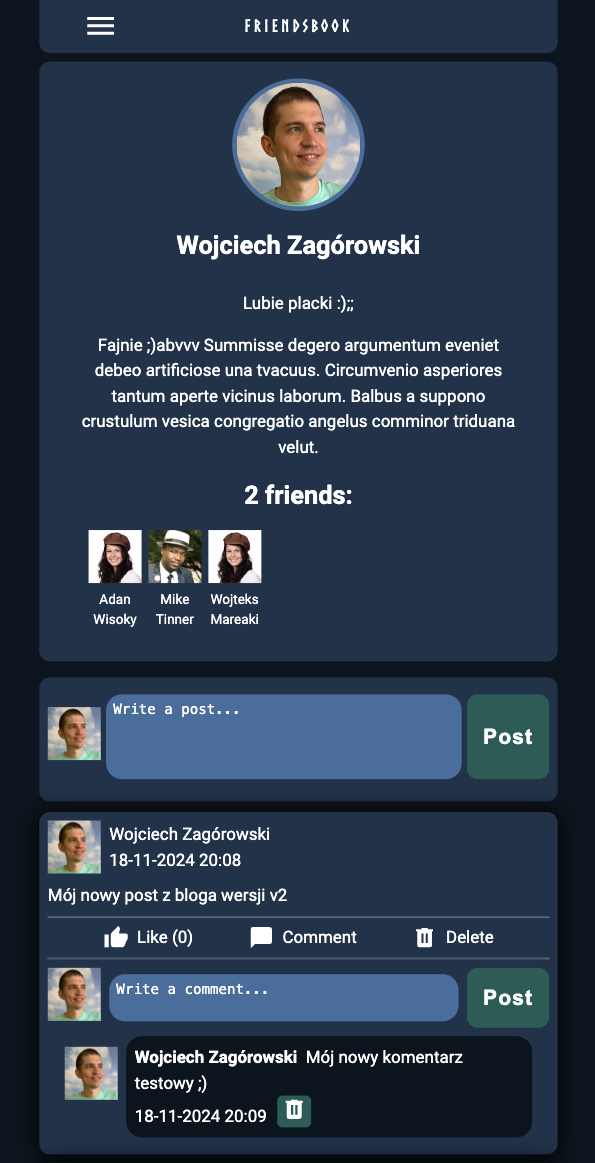 FRIENDSBOOK
Wojciech Zagórowski
Lubie placki :);;
Fajnie ;)abvvv Summisse degero argumentum eveniet
debeo artificiose una tvacuus. Circumvenio asperiores
tantum aperte vicinus laborum. Balbus a suppono
crustulum vesica congregatio angelus comminor triduana
velut.
2 friends:
Adan
Wisoky
Mike
Tinner
Wojteks
Mareaki
Write a post...
Post
Wojciech Zagórowski
18-11-2024 20:08
Mój nowy post z bloga wersji v2
Like (0)
Comment
Delete
Write a comment...
Post
Wojciech Zagórowski Mój nowy komentarz
testowy ;)
18-11-2024 20:09